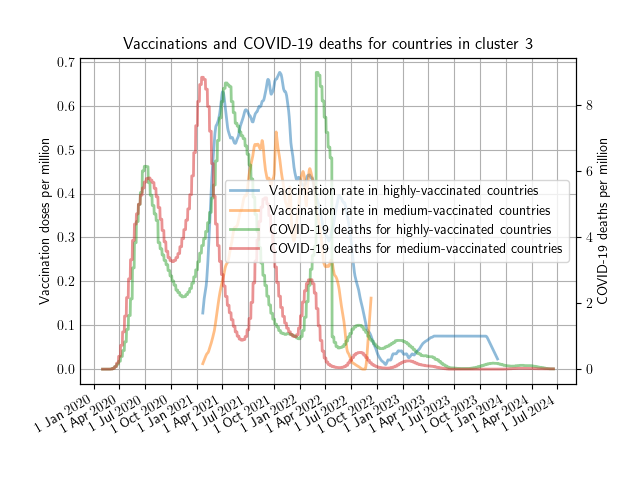 Vaccinations and COVID-19 deaths for countries in cluster 3
Vaccination doses per million
0.7
0.6
0.5
0.4
0.3
0.2
0.1
0.0
Vaccination rate in highly-vaccinated countries
Vaccination rate in medium-vaccinated countries
COVID-19 deaths for highly-vaccinated countries
COVID-19 deaths for medium-vaccinated countries
8
6
4
2
0
COVID-19 deaths per million
1 Jan 2020
1 Apr 2020
1 Jul 2020
1 Oct 2020
1 Jan 2021
1 Apr 2021
1 Jul 2021
1 Oct 2021
1 Jan 2022
1 Apr 2022
1 Jul 2022
1 Oct 2022
1 Jan 2023
1 Apr 2023
1 Jul 2023
1 Oct 2023
1 Jan 2024
1 Apr 2024
1 Jul 2024